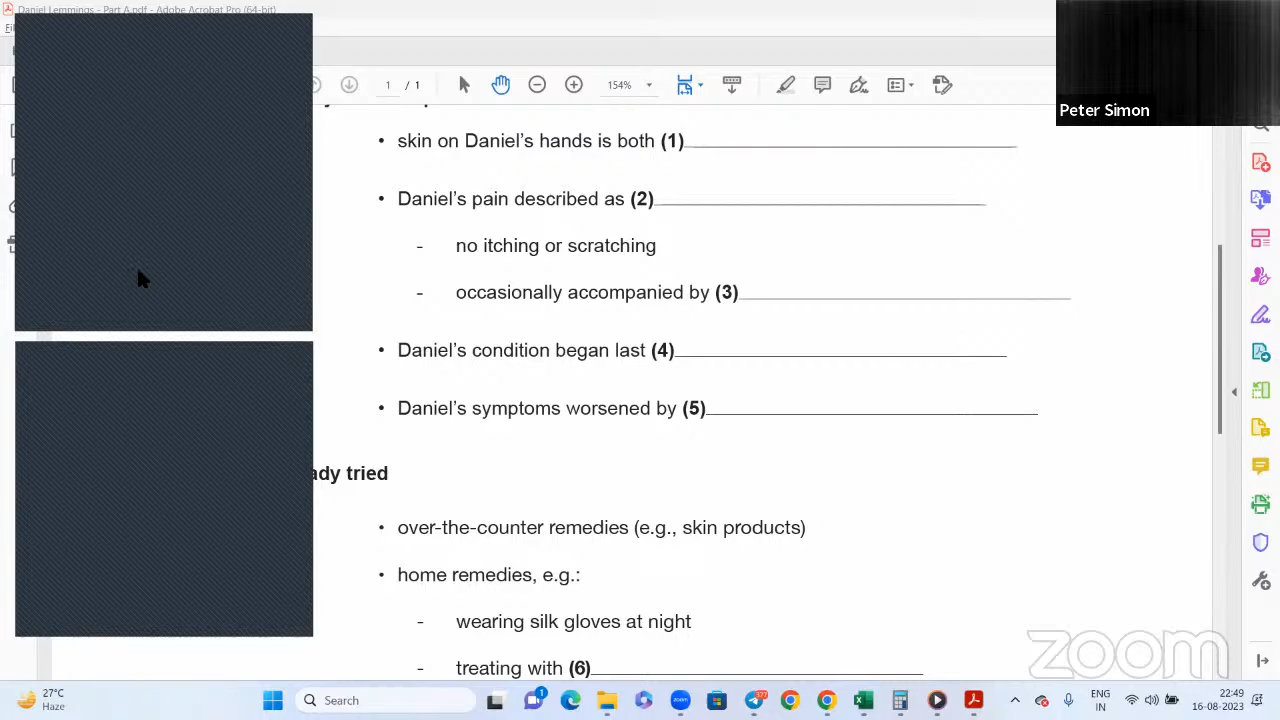 Daniel Lemmings - Part A.pdf - Adobe Acrobat Pro (64-bit)
1 / 1
154%
Peter Simon
• skin on Daniel's hands is both (1)
• Daniel's pain described as (2)
- no itching or scratching
- occasionally accompanied by (3)
• Daniel's condition began last (4)
• Daniel's symptoms worsened by (5)
ady tried
• over-the-counter remedies (e.g., skin products)
• home remedies, e.g.:
- wearing silk gloves at night
- treating with (6)
zoom
27°C
Haze
Search
ENG
IN
22:49
16-08-2023